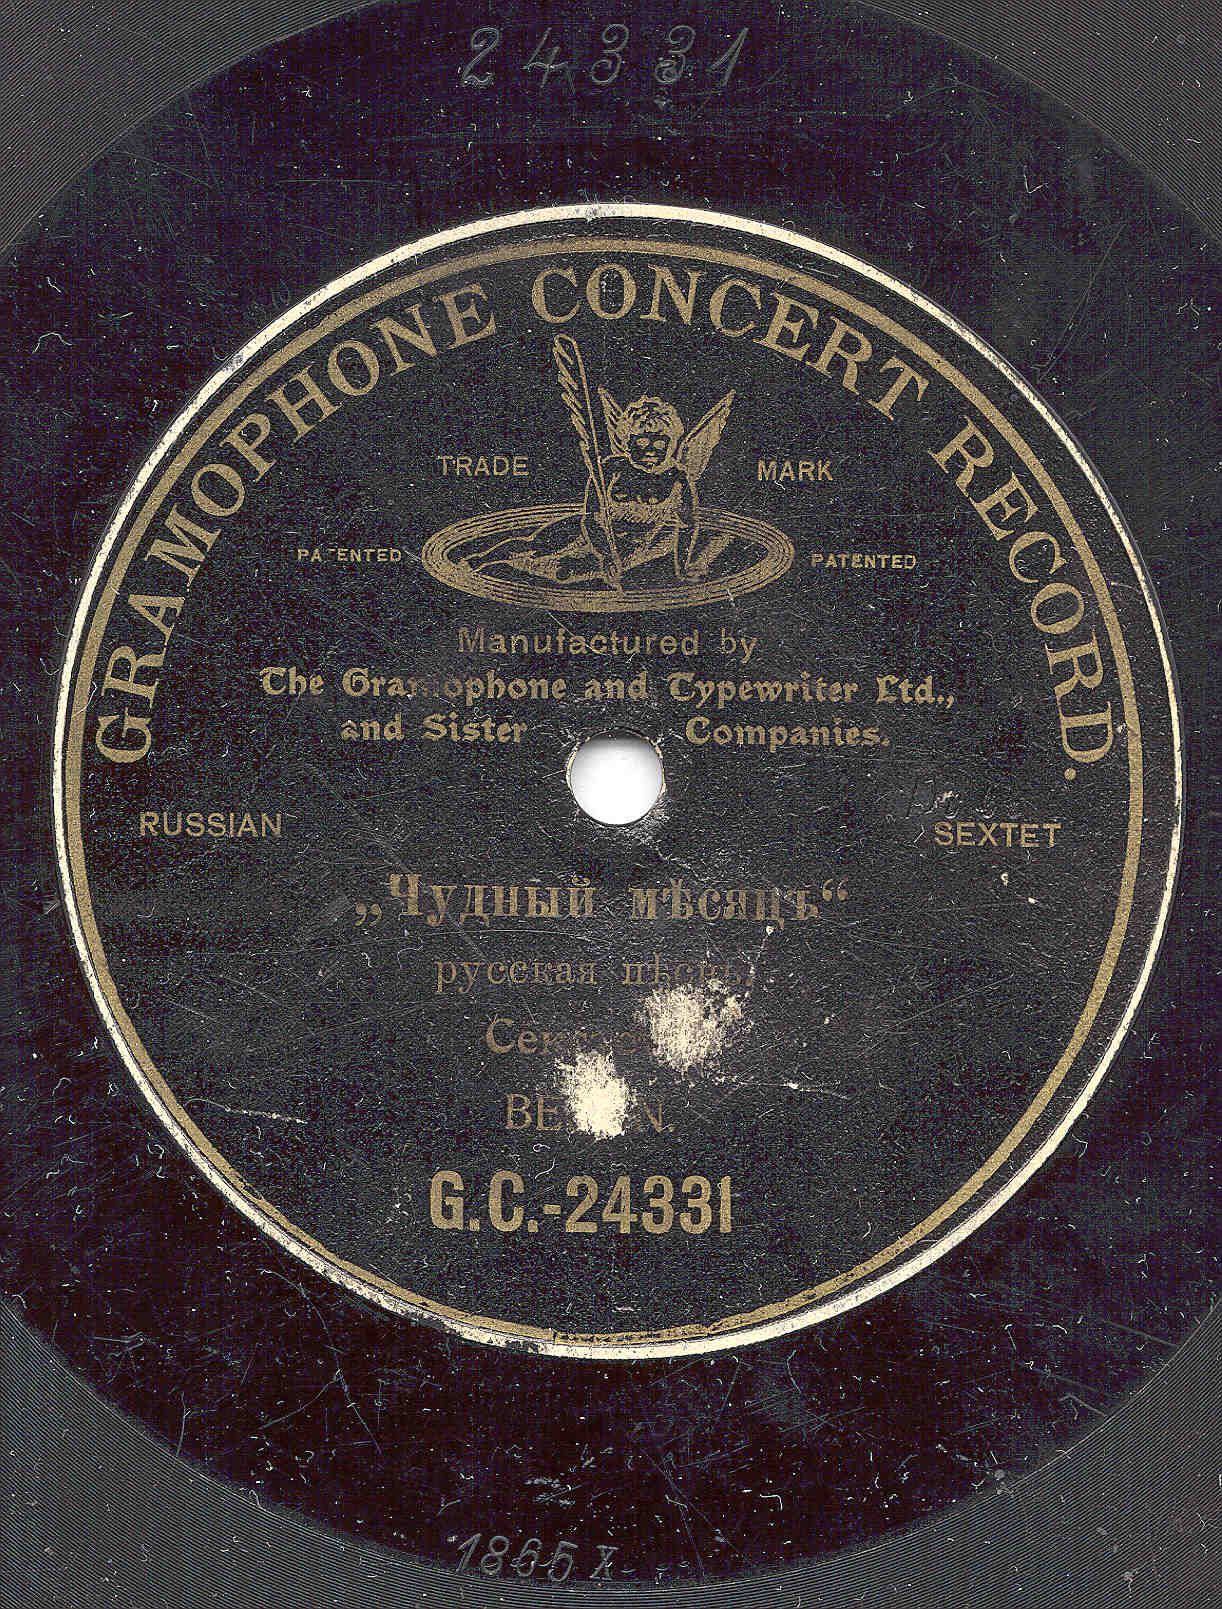 24331
GRAMOPHONE CONCERT RECORD.
TRADE MARK
PATENTED PATENTED
Manufactured by
The Gramophone and Typewriter Ltd.,
and Sister Companies.
RUSSIAN SEXTET
„Чудный мѣсяцъ“
русская пѣснь,
G.C.-24331
1865 X